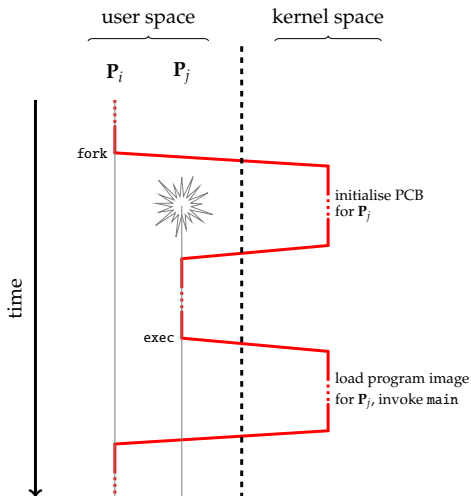 user space
kernel space
P_i
P_j
fork
initialise PCB
for P_j
time
exec
load program image
for P_j, invoke main